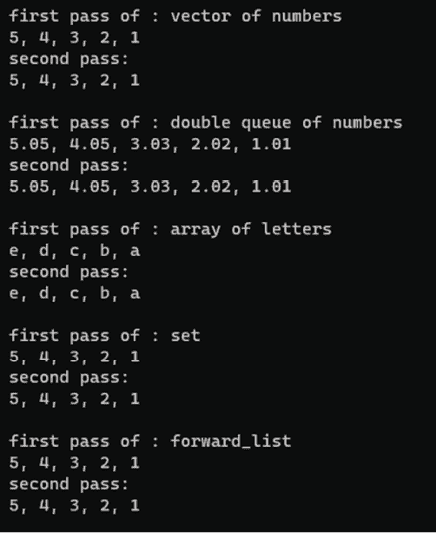 first pass of : vector of numbers
5, 4, 3, 2, 1
second pass:
5, 4, 3, 2, 1
first pass of : double queue of numbers
5.05, 4.05, 3.03, 2.02, 1.01
second pass:
5.05, 4.05, 3.03, 2.02, 1.01
first pass of : array of letters
e, d, c, b, a
second pass:
e, d, c, b, a
first pass of : set
5, 4, 3, 2, 1
second pass:
5, 4, 3, 2, 1
first pass of : forward_list
5, 4, 3, 2, 1
second pass:
5, 4, 3, 2, 1